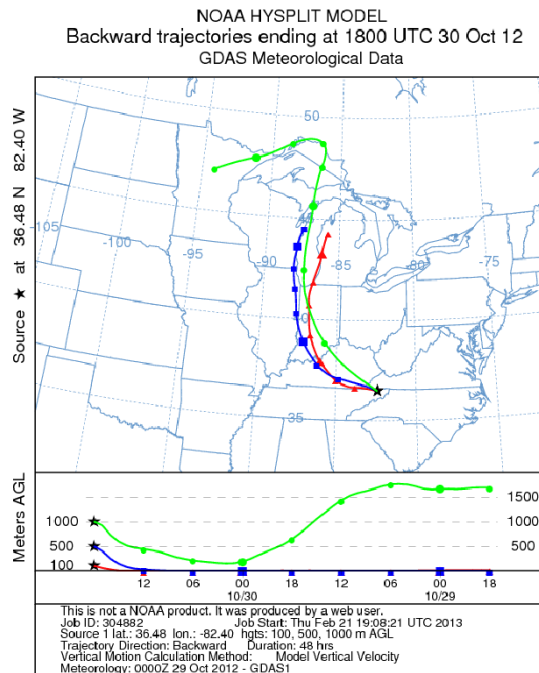 NOAA HYSPLIT MODEL
Backward trajectories ending at 1800 UTC 30 Oct 12
GDAS Meteorological Data
Source ★ at 36.48 N 82.40 W
50
-105
-100
-95
-90
-85
-75
40
35
Meters AGL
1500
1000 1000
500 500
100
12 06 00 18 12 06 00 18
10/30 10/29
This is not a NOAA product. It was produced by a web user.
Job ID: 304882 Job Start: Thu Feb 21 19:08:21 UTC 2013
Source 1 lat.: 36.48 lon.: -82.40 hgts: 100, 500, 1000 m AGL
Trajectory Direction: Backward Duration: 48 hrs
Vertical Motion Calculation Method: Model Vertical Velocity
Meteorology: 0000Z 29 Oct 2012 - GDAS1